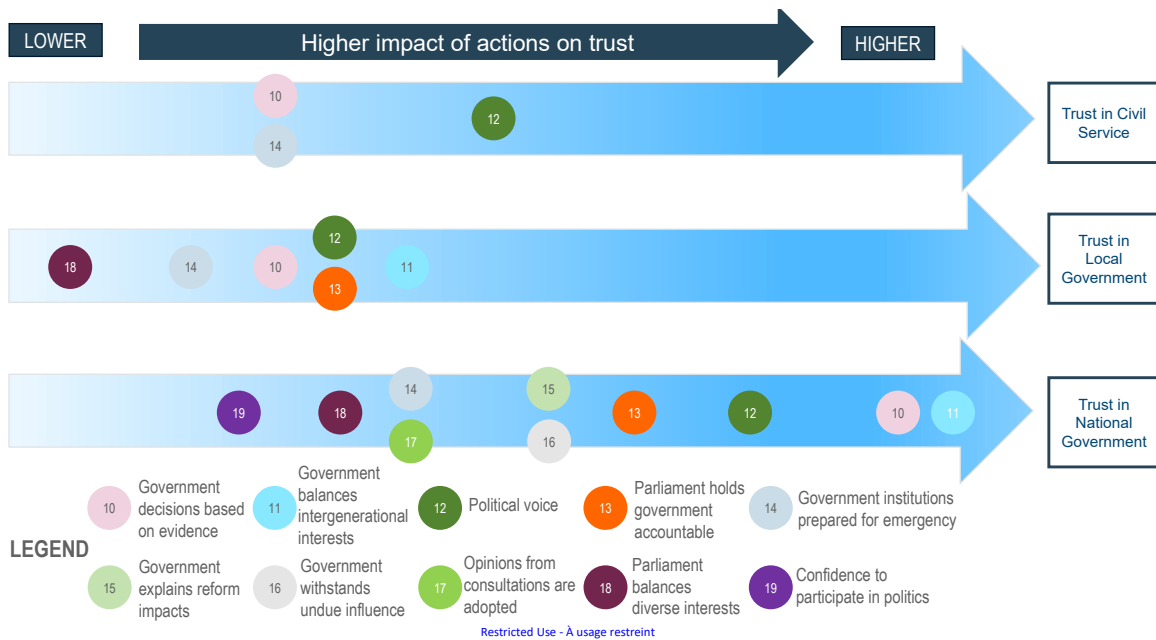 LOWER
Higher impact of actions on trust
HIGHER
10
12
14
Trust in Civil
Service
12
18
14
10
11
13
Trust in
Local
Government
14
15
19
18
13
12
10
11
17
16
Trust in
National
Government
LEGEND
10
Government
decisions based
on evidence
11
Government
balances
intergenerational
interests
12
Political voice
13
Parliament holds
government
accountable
14
Government institutions
prepared for emergency
15
Government
explains reform
impacts
16
Government
withstands
undue influence
17
Opinions from
consultations are
adopted
18
Parliament
balances
diverse interests
19
Confidence to
participate in politics
Restricted Use - À usage restreint